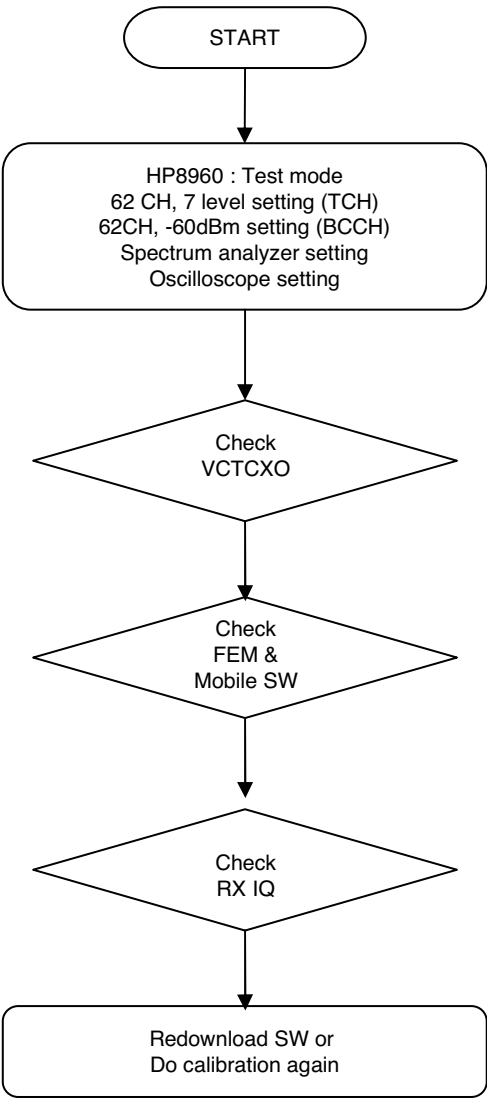 START
HP8960 : Test mode
62 CH, 7 level setting (TCH)
62CH, -60dBm setting (BCCH)
Spectrum analyzer setting
Oscilloscope setting
Check
VCTCXO
Check
FEM &
Mobile SW
Check
RX IQ
Redownload SW or
Do calibration again